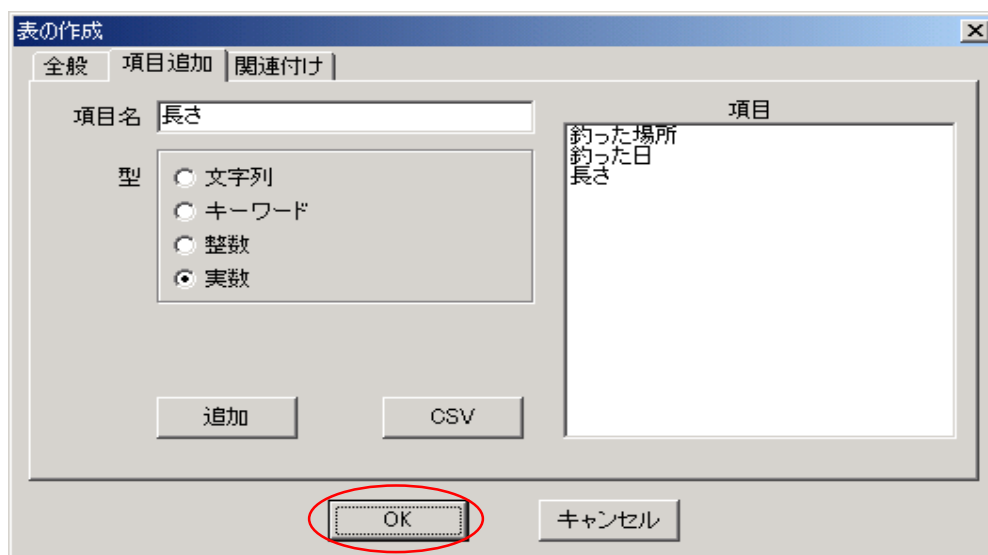 表の作成
全般 項目追加 関連付け
項目名 長さ
項目
釣った場所
釣った日
長さ
型
文字列
キーワード
整数
実数
追加 CSV
OK キャンセル